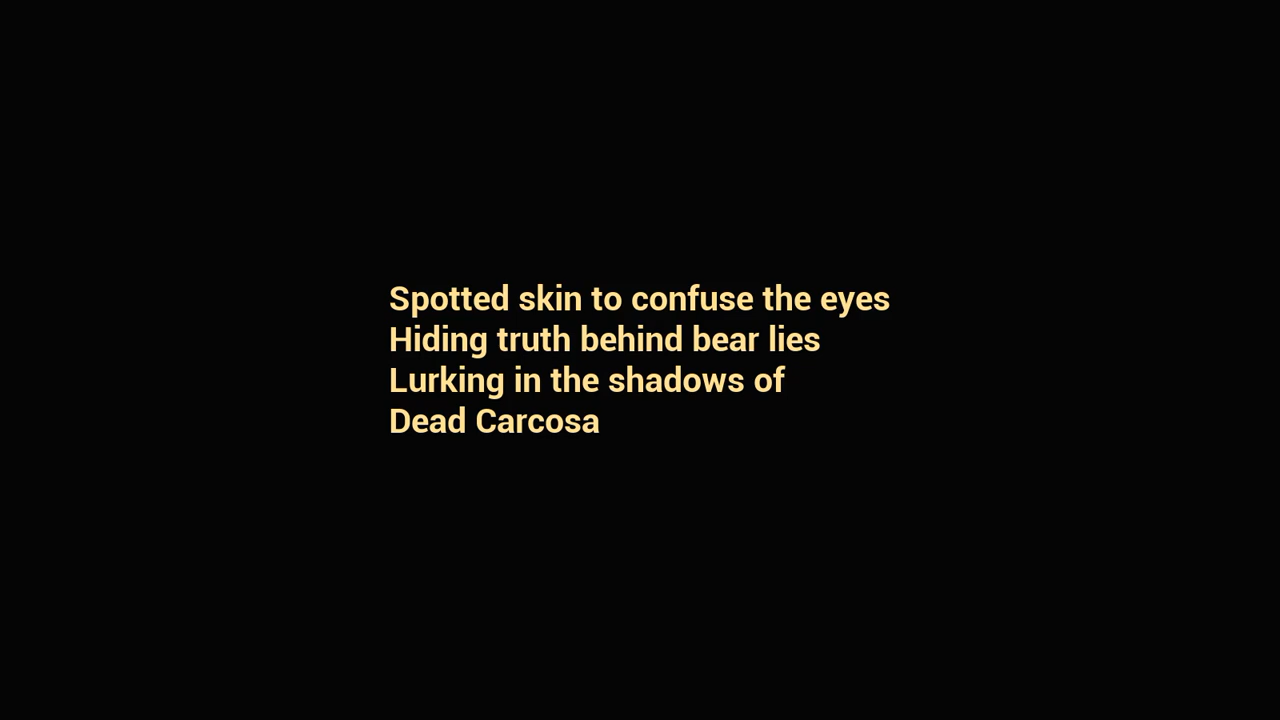 Spotted skin to confuse the eyes
Hiding truth behind bear lies
Lurking in the shadows of
Dead Carcosa